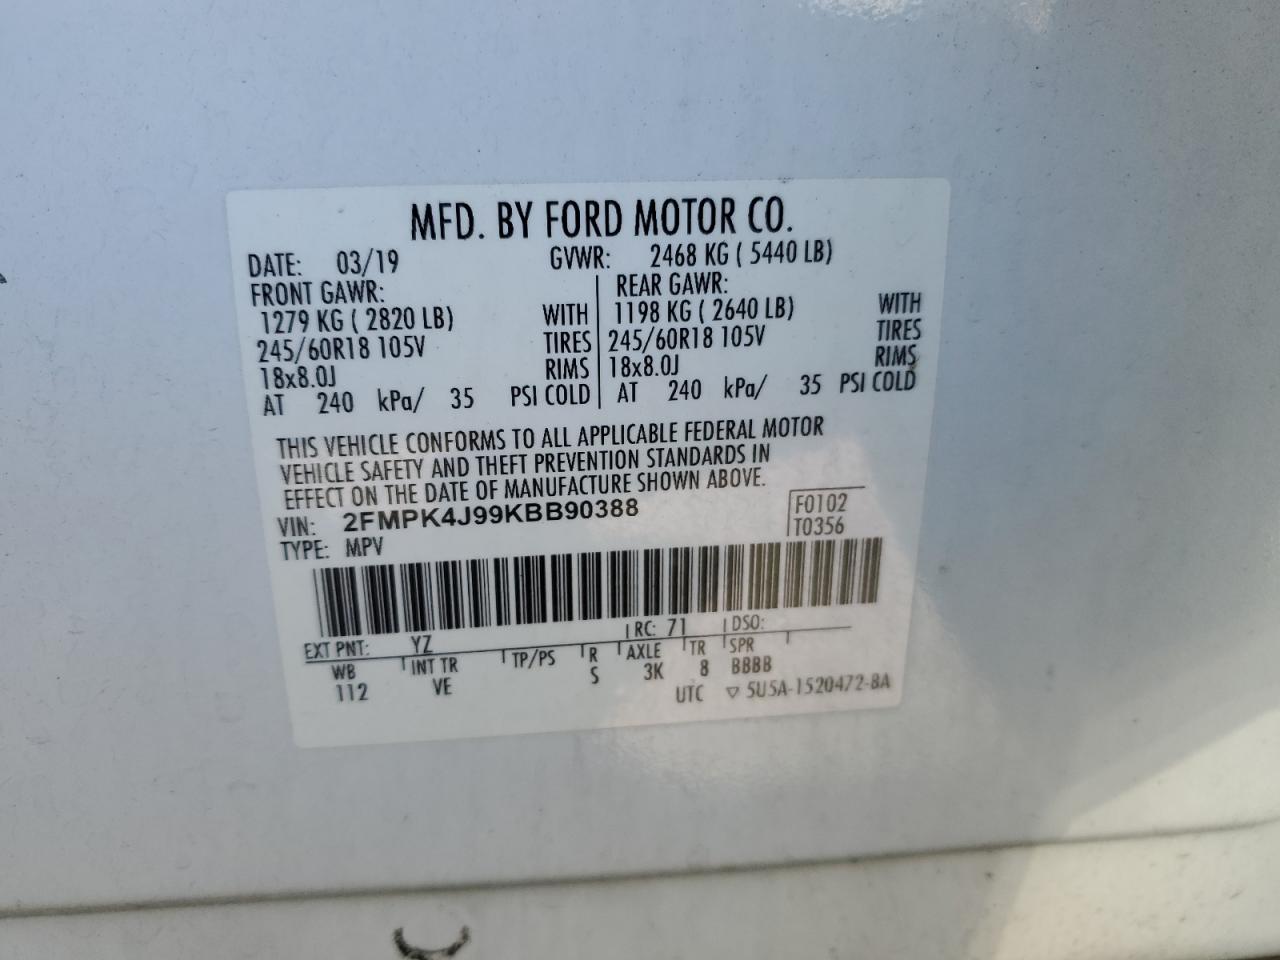 MFD. BY FORD MOTOR CO.
DATE: 03/19 GVWR: 2468 KG ( 5440 LB)
FRONT GAWR: REAR GAWR:
1279 KG ( 2820 LB) WITH 1198 KG ( 2640 LB) WITH
245/60R18 105V TIRES 245/60R18 105V TIRES
18x8.0J RIMS 18x8.0J RIMS
AT 240 kPa/ 35 PSI COLD AT 240 kPa/ 35 PSI COLD
THIS VEHICLE CONFORMS TO ALL APPLICABLE FEDERAL MOTOR
VEHICLE SAFETY AND THEFT PREVENTION STANDARDS IN
EFFECT ON THE DATE OF MANUFACTURE SHOWN ABOVE.
VIN: 2FMPK4J99KBB90388 F0102
TYPE: MPV T0356
EXT PNT: YZ RC: 71 DSO:
WB INT TR TP/PS R AXLE TR SPR
112 VE S 3K 8 BBBB
UTC ▽ 5U5A-1520472-8A